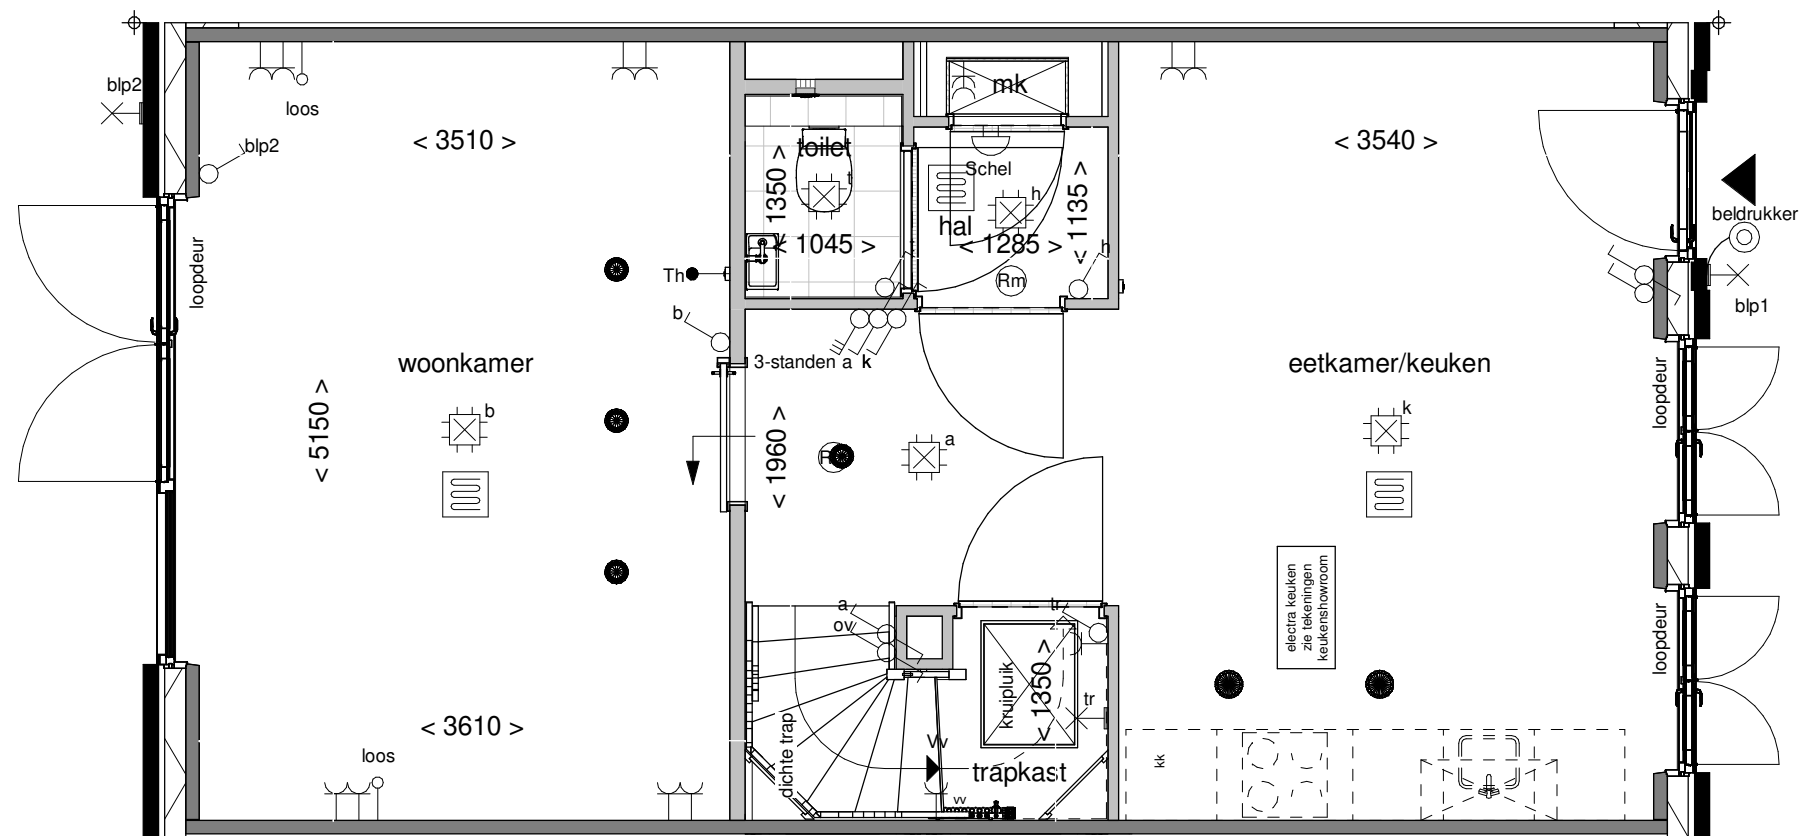 blp2
loos
mk
< 3510 >
toilet
< 3540 >
blp2
t
Schel
h
< 1350 >
< 1135 >
beldrukker
hal
< 1045 >
< 1285 >
t
h
loopdeur
Th
Rm
blp1
b
3-standen a k
woonkamer
eetkamer/keuken
loopdeur
b
a
k
< 5150 >
< 1960 >
R
electra keuken
zie tekeningen
keukenshowroom
a
ov
tr
loopdeur
kruipluik
< 1350 >
tr
< 3610 >
dichte trap
Vv
loos
trapkast
kk
vv